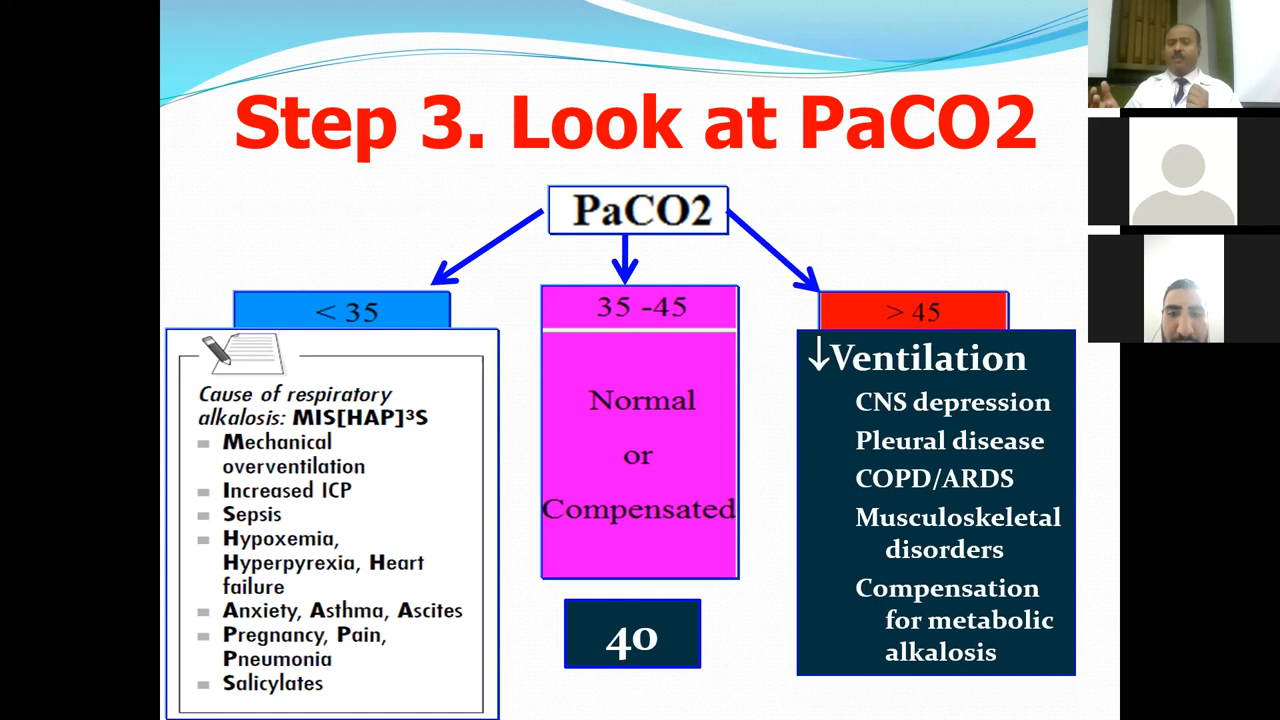 Step 3. Look at PaCO2
PaCO2
< 35
Cause of respiratory
alkalosis: MIS[HAP]³S
Mechanical
overventilation
Increased ICP
Sepsis
Hypoxemia,
Hyperpyrexia, Heart
failure
Anxiety, Asthma, Ascites
Pregnancy, Pain,
Pneumonia
Salicylates
35 -45
Normal
or
Compensated
40
> 45
↓Ventilation
CNS depression
Pleural disease
COPD/ARDS
Musculoskeletal
disorders
Compensation
for metabolic
alkalosis